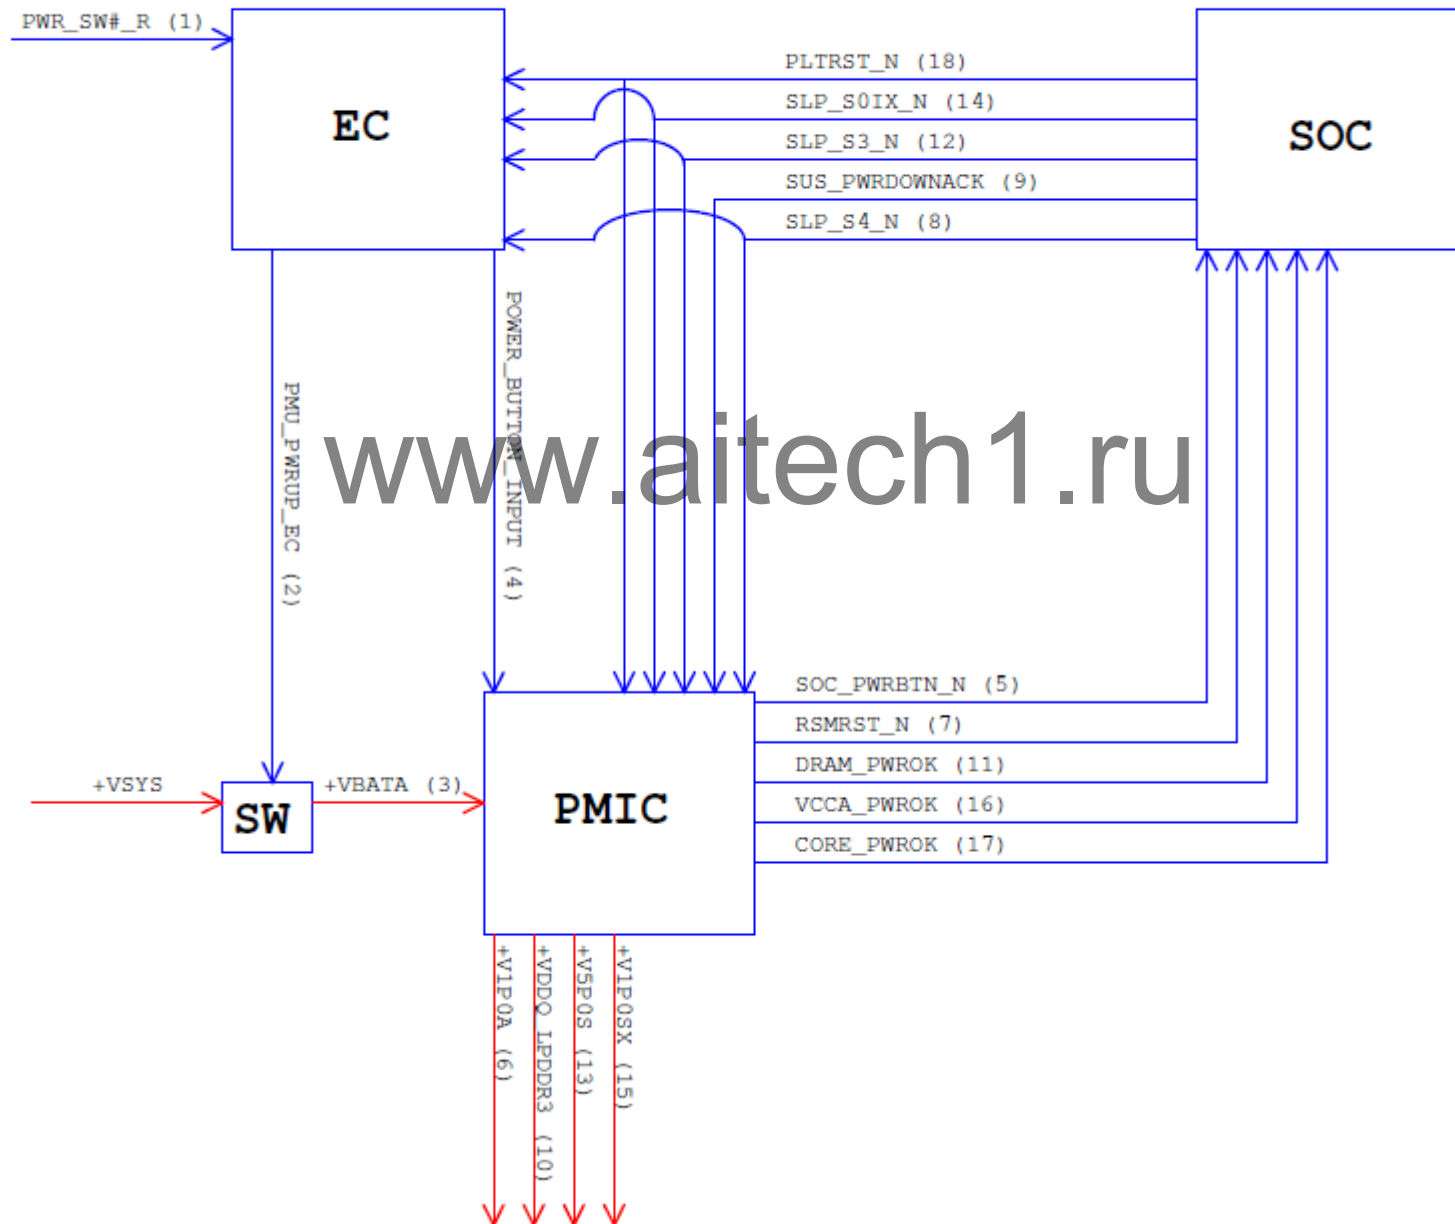 PWR_SW#_R (1)
EC
SOC
PLTRST_N (18)
SLP_S0IX_N (14)
SLP_S3_N (12)
SUS_PWRDOWNACK (9)
SLP_S4_N (8)
PMU_PWRUP_EC (2)
POWER_BUTTON_INPUT (4)
www.aitech1.ru
SOC_PWRBTN_N (5)
RSMRST_N (7)
DRAM_PWROK (11)
VCCA_PWROK (16)
CORE_PWROK (17)
+VSYS
SW
+VBATA (3)
PMIC
+V1P0A (6)
+VDDQ_LPDDR3 (10)
+V5P0S (13)
+V1P0SX (15)